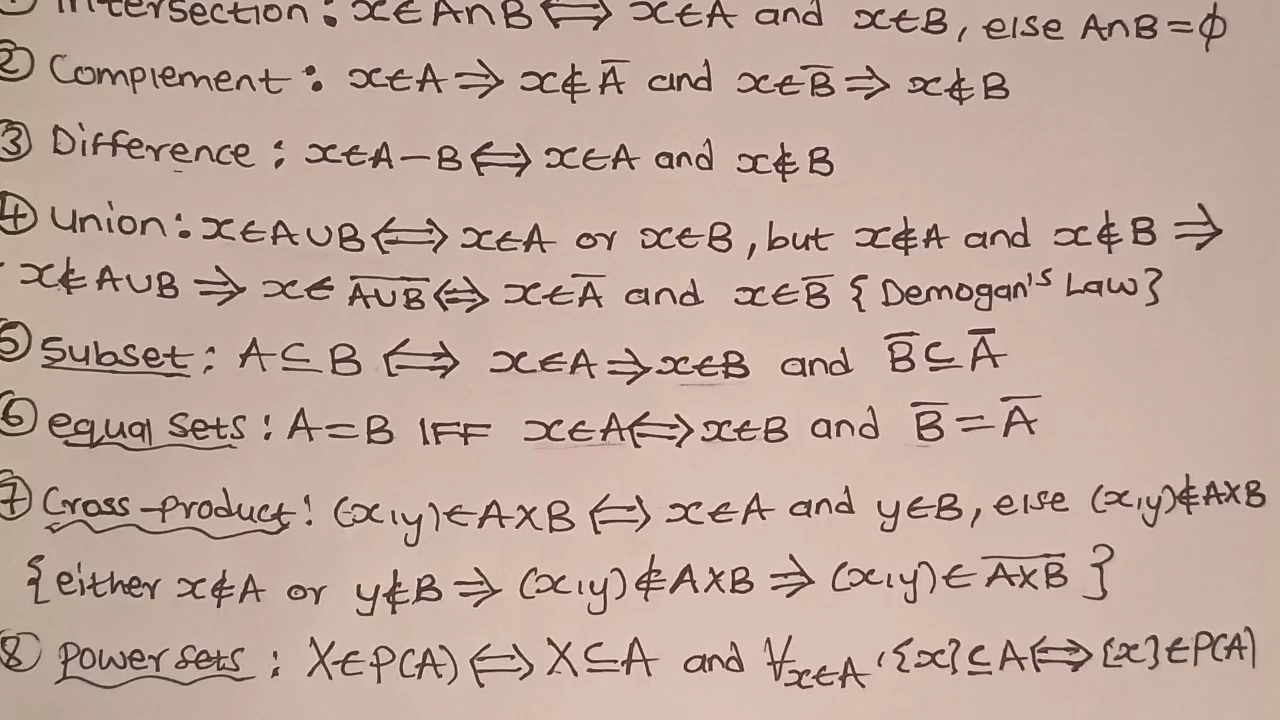 ① Intersection: x∈A∩B ⟺ x∈A and x∈B, else A∩B=ϕ
② Complement: x∈A ⟹ x∉A̅ and x∈B̅ ⟹ x∉B
③ Difference: x∈A−B ⟺ x∈A and x∉B
④ Union: x∈A∪B ⟺ x∈A or x∈B, but x∉A and x∉B ⟹
x∉A∪B ⟹ x∈ A̅∪̅B̅ ⟺ x∈A̅ and x∈B̅ {Demogan's Law}
⑤ Subset: A⊆B ⟺ x∈A ⟹ x∈B and B̅⊆A̅
⑥ equal sets: A=B IFF x∈A ⟺ x∈B and B̅=A̅
⑦ Cross-product: (x,y)∈A×B ⟺ x∈A and y∈B, else (x,y)∉A×B
{either x∉A or y∉B ⟹ (x,y)∉A×B ⟹ (x,y)∈ A̅×̅B̅ }
⑧ Power sets: X∈P(A) ⟺ X⊆A and ∀x∈A, {x}⊆A ⟺ {x}∈P(A)